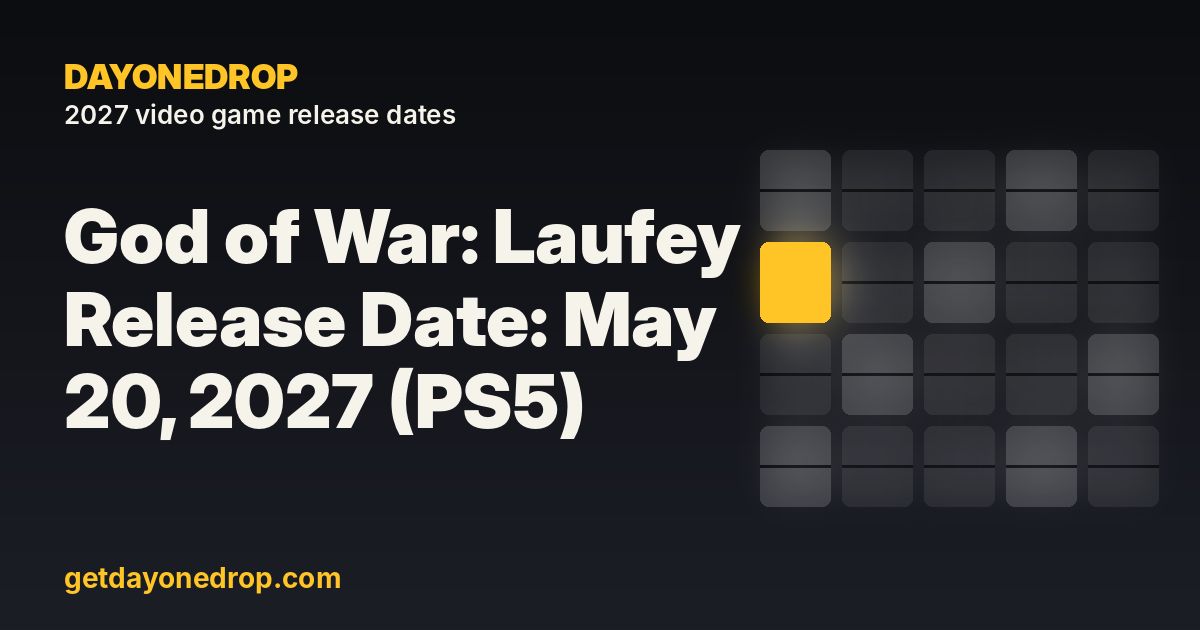 DAYONEDROP
2027 video game release dates
God of War: Laufey
Release Date: May
20, 2027 (PS5)
getdayonedrop.com